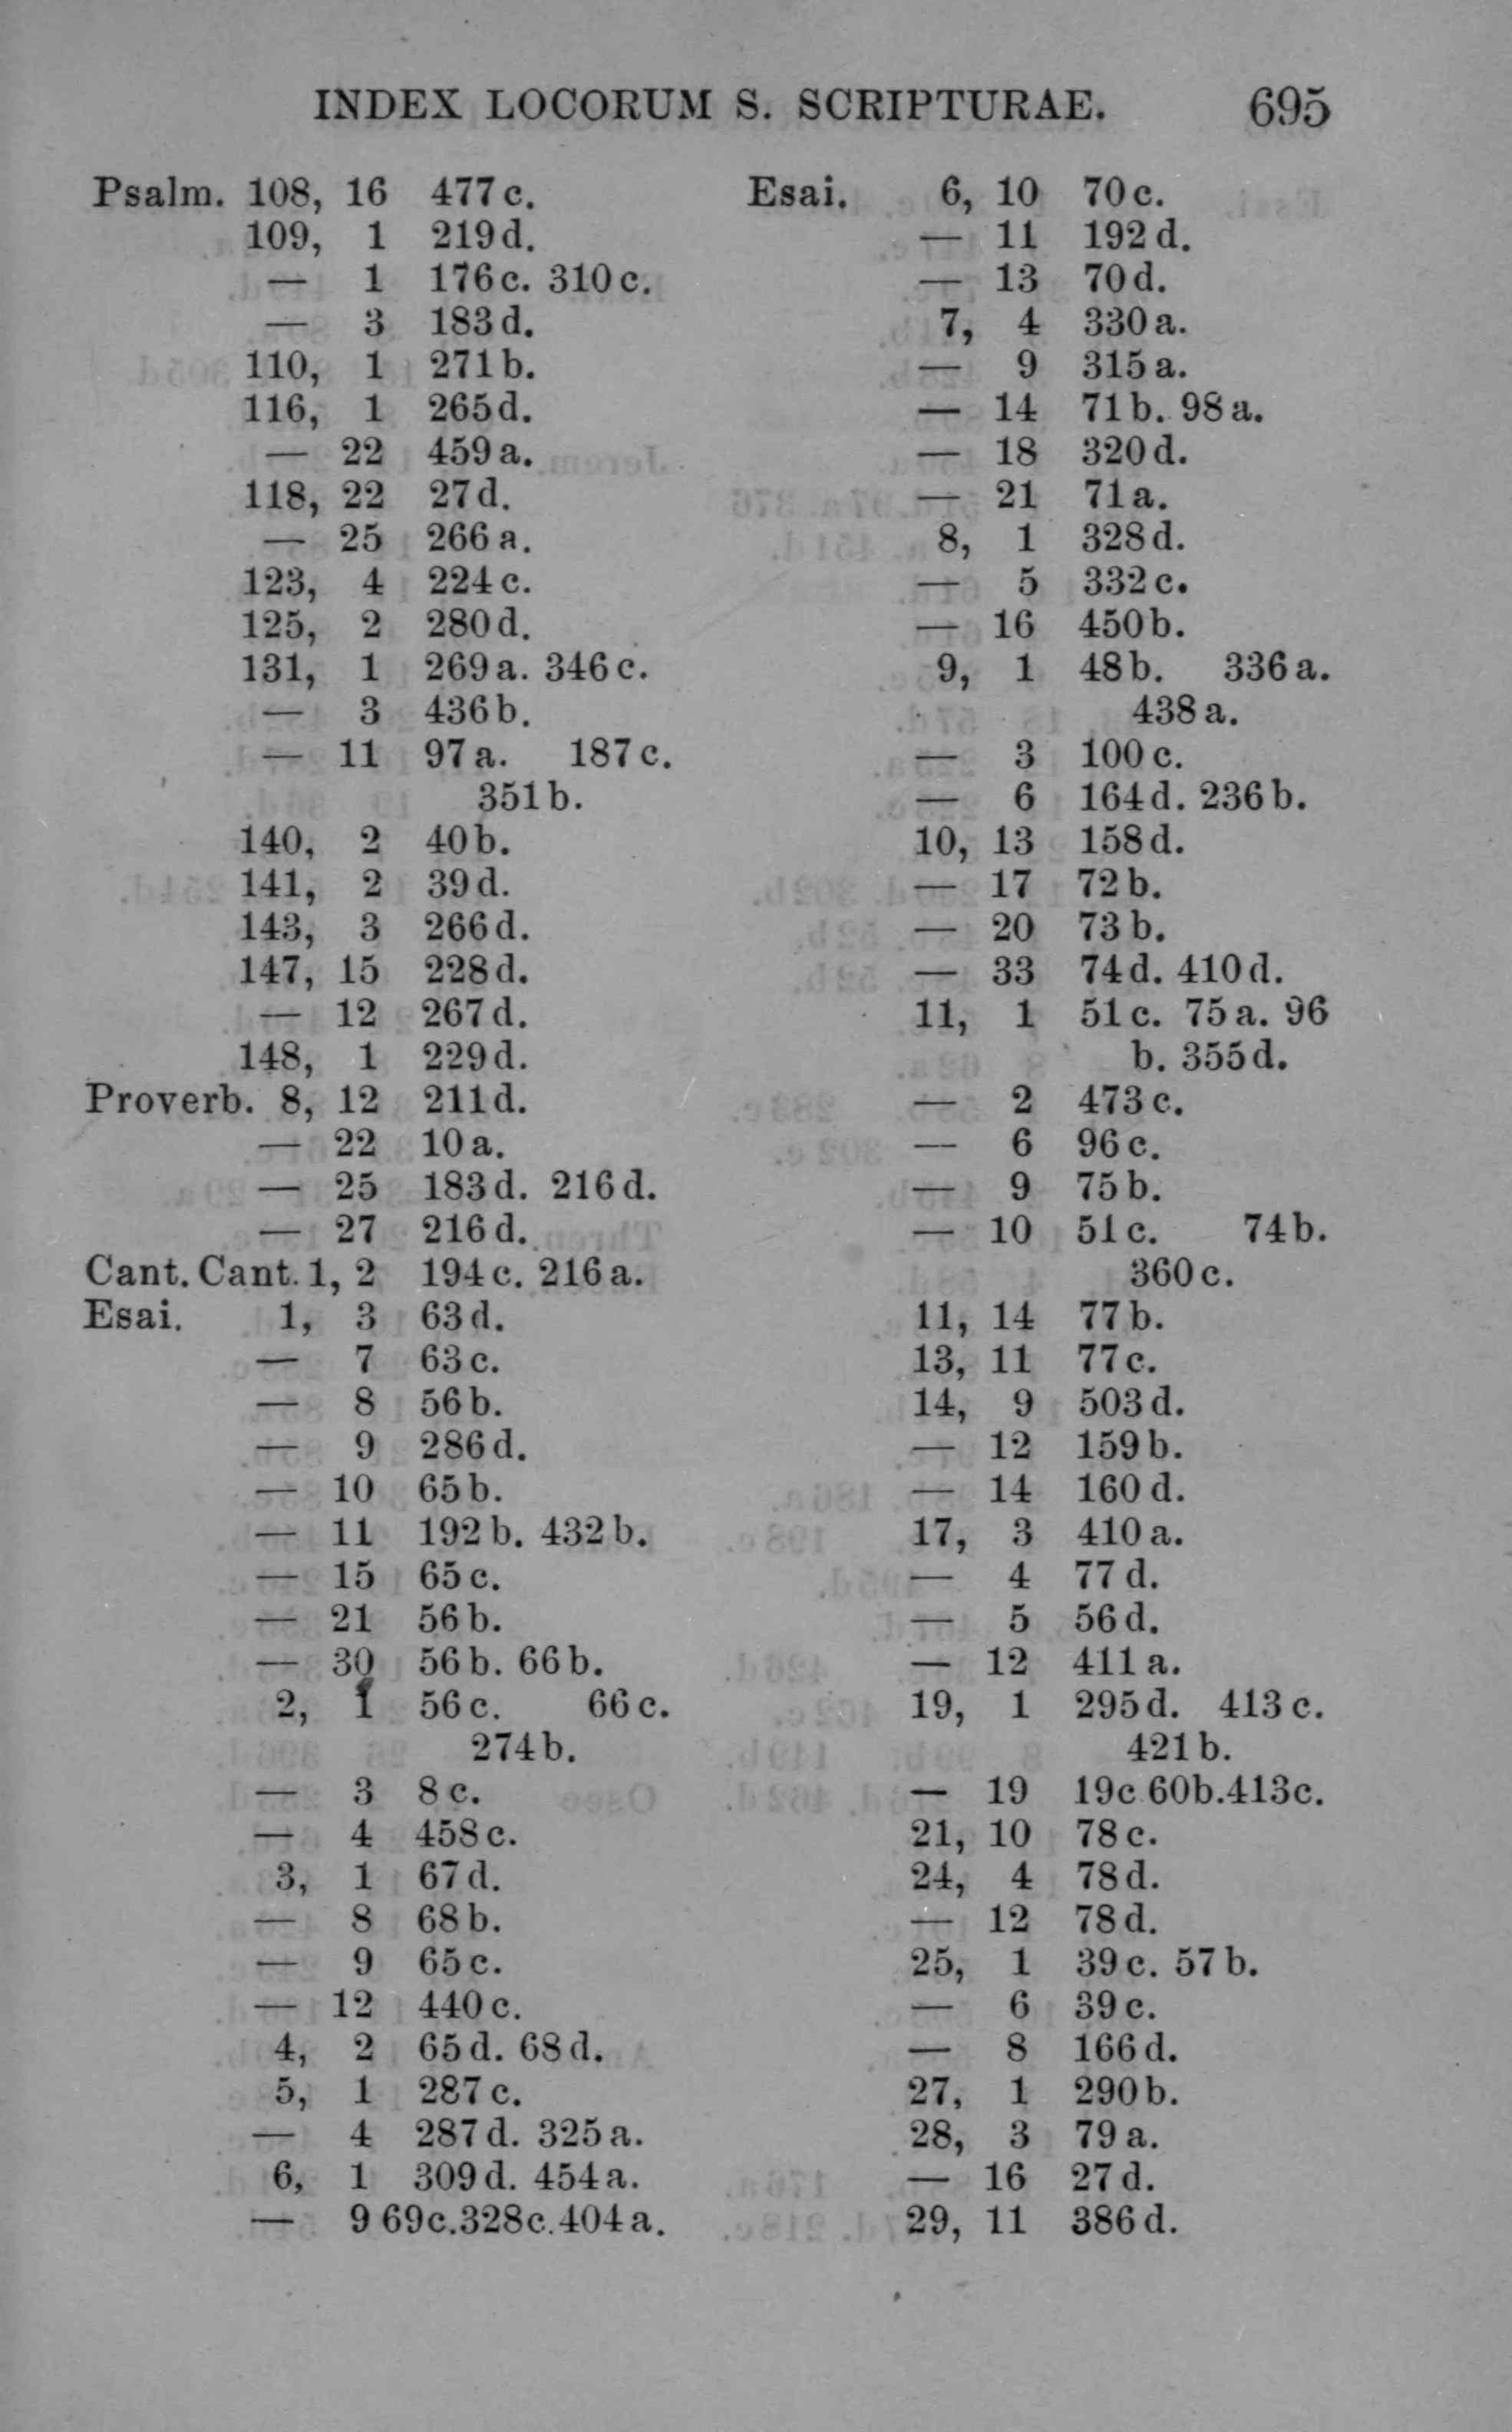 INDEX LOCORUM S. SCRIPTURAE. 695
Psalm. 108, 16 477 c.
109, 1 219 d.
— 1 176 c. 310 c.
— 3 183 d.
110, 1 271 b.
116, 1 265 d.
— 22 459 a.
118, 22 27 d.
— 25 266 a.
123, 4 224 c.
125, 2 280 d.
131, 1 269 a. 346 c.
— 3 436 b.
— 11 97 a. 187 c.
351 b.
140, 2 40 b.
141, 2 39 d.
143, 3 266 d.
147, 15 228 d.
— 12 267 d.
148, 1 229 d.
Proverb. 8, 12 211 d.
— 22 10 a.
— 25 183 d. 216 d.
— 27 216 d.
Cant. Cant. 1, 2 194 c. 216 a.
Esai. 1, 3 63 d.
— 7 63 c.
— 8 56 b.
— 9 286 d.
— 10 65 b.
— 11 192 b. 432 b.
— 15 65 c.
— 21 56 b.
— 30 56 b. 66 b.
2, 1 56 c. 66 c.
274 b.
— 3 8 c.
— 4 458 c.
3, 1 67 d.
— 8 68 b.
— 9 65 c.
— 12 440 c.
4, 2 65 d. 68 d.
5, 1 287 c.
— 4 287 d. 325 a.
6, 1 309 d. 454 a.
— 9 69c.328c.404 a.
Esai. 6, 10 70 c.
— 11 192 d.
— 13 70 d.
7, 4 330 a.
— 9 315 a.
— 14 71 b. 98 a.
— 18 320 d.
— 21 71 a.
8, 1 328 d.
— 5 332 c.
— 16 450 b.
9, 1 48 b. 336 a.
438 a.
— 3 100 c.
— 6 164 d. 236 b.
10, 13 158 d.
— 17 72 b.
— 20 73 b.
— 33 74 d. 410 d.
11, 1 51 c. 75 a. 96
b. 355 d.
— 2 473 c.
— 6 96 c.
— 9 75 b.
— 10 51 c. 74 b.
360 c.
11, 14 77 b.
13, 11 77 c.
14, 9 503 d.
— 12 159 b.
— 14 160 d.
17, 3 410 a.
— 4 77 d.
— 5 56 d.
— 12 411 a.
19, 1 295 d. 413 c.
421 b.
— 19 19c 60b.413c.
21, 10 78 c.
24, 4 78 d.
— 12 78 d.
25, 1 39 c. 57 b.
— 6 39 c.
— 8 166 d.
27, 1 290 b.
28, 3 79 a.
— 16 27 d.
29, 11 386 d.